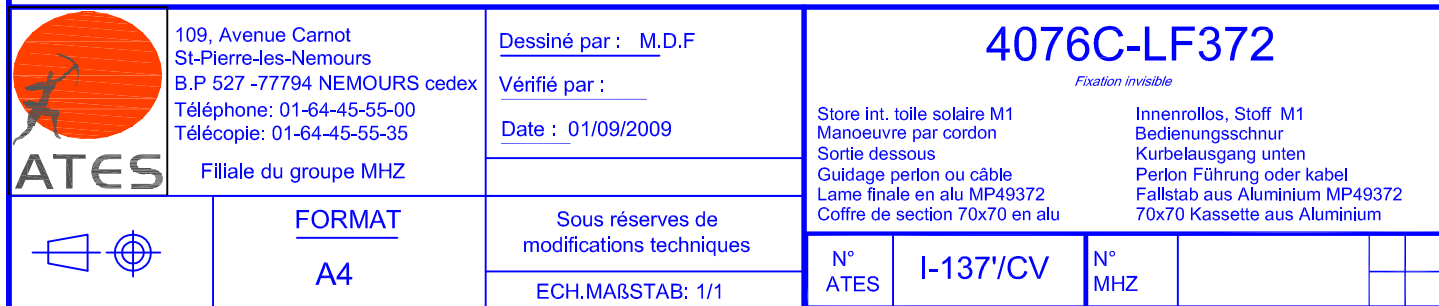 ATES
109, Avenue Carnot
St-Pierre-les-Nemours
B.P 527 -77794 NEMOURS cedex
Téléphone: 01-64-45-55-00
Télécopie: 01-64-45-55-35
Filiale du groupe MHZ
Dessiné par : M.D.F
Vérifié par :
Date : 01/09/2009
FORMAT
A4
Sous réserves de
modifications techniques
ECH.MAßSTAB: 1/1
4076C-LF372
Fixation invisible
Store int. toile solaire M1
Manoeuvre par cordon
Sortie dessous
Guidage perlon ou câble
Lame finale en alu MP49372
Coffre de section 70x70 en alu
Innenrollos, Stoff M1
Bedienungsschnur
Kurbelausgang unten
Perlon Führung oder kabel
Fallstab aus Aluminium MP49372
70x70 Kassette aus Aluminium
N°
ATES
I-137'/CV
N°
MHZ